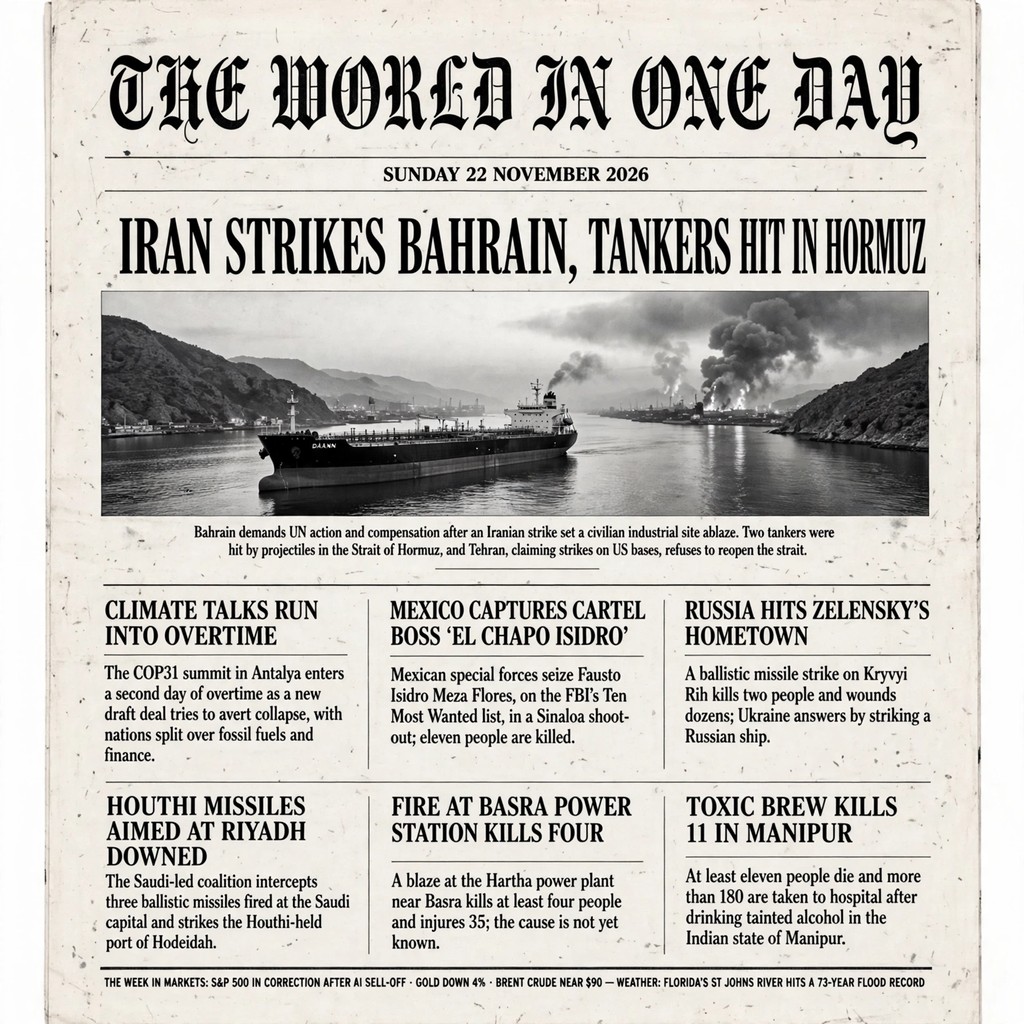 THE WORLD IN ONE DAY
SUNDAY 22 NOVEMBER 2026
IRAN STRIKES BAHRAIN, TANKERS HIT IN HORMUZ
DAANN
Bahrain demands UN action and compensation after an Iranian strike set a civilian industrial site ablaze. Two tankers were
hit by projectiles in the Strait of Hormuz, and Tehran, claiming strikes on US bases, refuses to reopen the strait.
CLIMATE TALKS RUN
INTO OVERTIME
The COP31 summit in Antalya enters
a second day of overtime as a new
draft deal tries to avert collapse, with
nations split over fossil fuels and
finance.
MEXICO CAPTURES CARTEL
BOSS ‘EL CHAPO ISIDRO’
Mexican special forces seize Fausto
Isidro Meza Flores, on the FBI’s Ten
Most Wanted list, in a Sinaloa shoot-
out; eleven people are killed.
RUSSIA HITS ZELENSKY’S
HOMETOWN
A ballistic missile strike on Kryvyi
Rih kills two people and wounds
dozens; Ukraine answers by striking a
Russian ship.
HOUTHI MISSILES
AIMED AT RIYADH
DOWNED
The Saudi-led coalition intercepts
three ballistic missiles fired at the Saudi
capital and strikes the Houthi-held
port of Hodeidah.
FIRE AT BASRA POWER
STATION KILLS FOUR
A blaze at the Hartha power plant
near Basra kills at least four people
and injures 35; the cause is not yet
known.
TOXIC BREW KILLS
11 IN MANIPUR
At least eleven people die and more
than 180 are taken to hospital after
drinking tainted alcohol in the
Indian state of Manipur.
THE WEEK IN MARKETS: S&P 500 IN CORRECTION AFTER AI SELL-OFF · GOLD DOWN 4% · BRENT CRUDE NEAR $90 — WEATHER: FLORIDA’S ST JOHNS RIVER HITS A 73-YEAR FLOOD RECORD